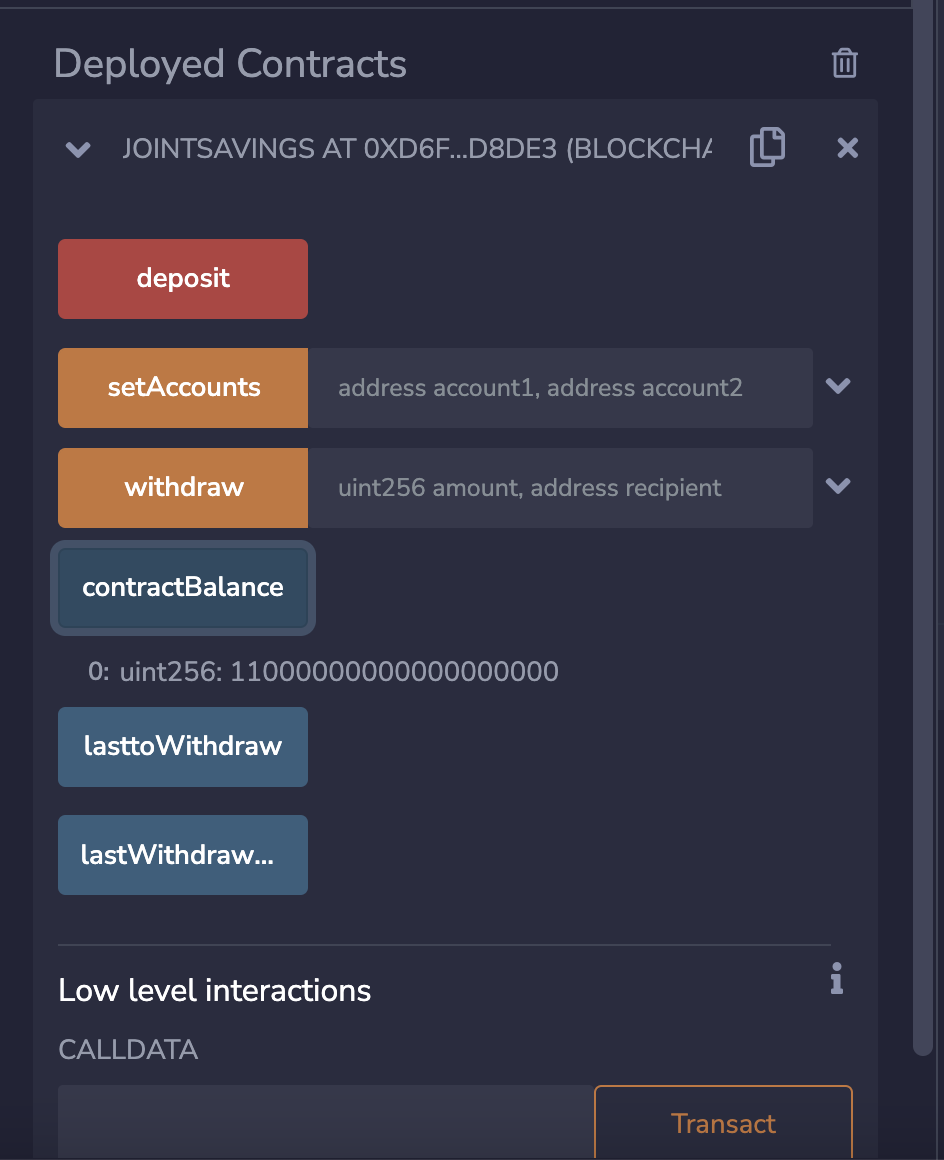 Deployed Contracts
JOINTSAVINGS AT 0XD6F...D8DE3 (BLOCKCHA
deposit
setAccounts address account1, address account2
withdraw uint256 amount, address recipient
contractBalance
0: uint256: 11000000000000000000
lasttoWithdraw
lastWithdraw...
Low level interactions
CALLDATA
Transact